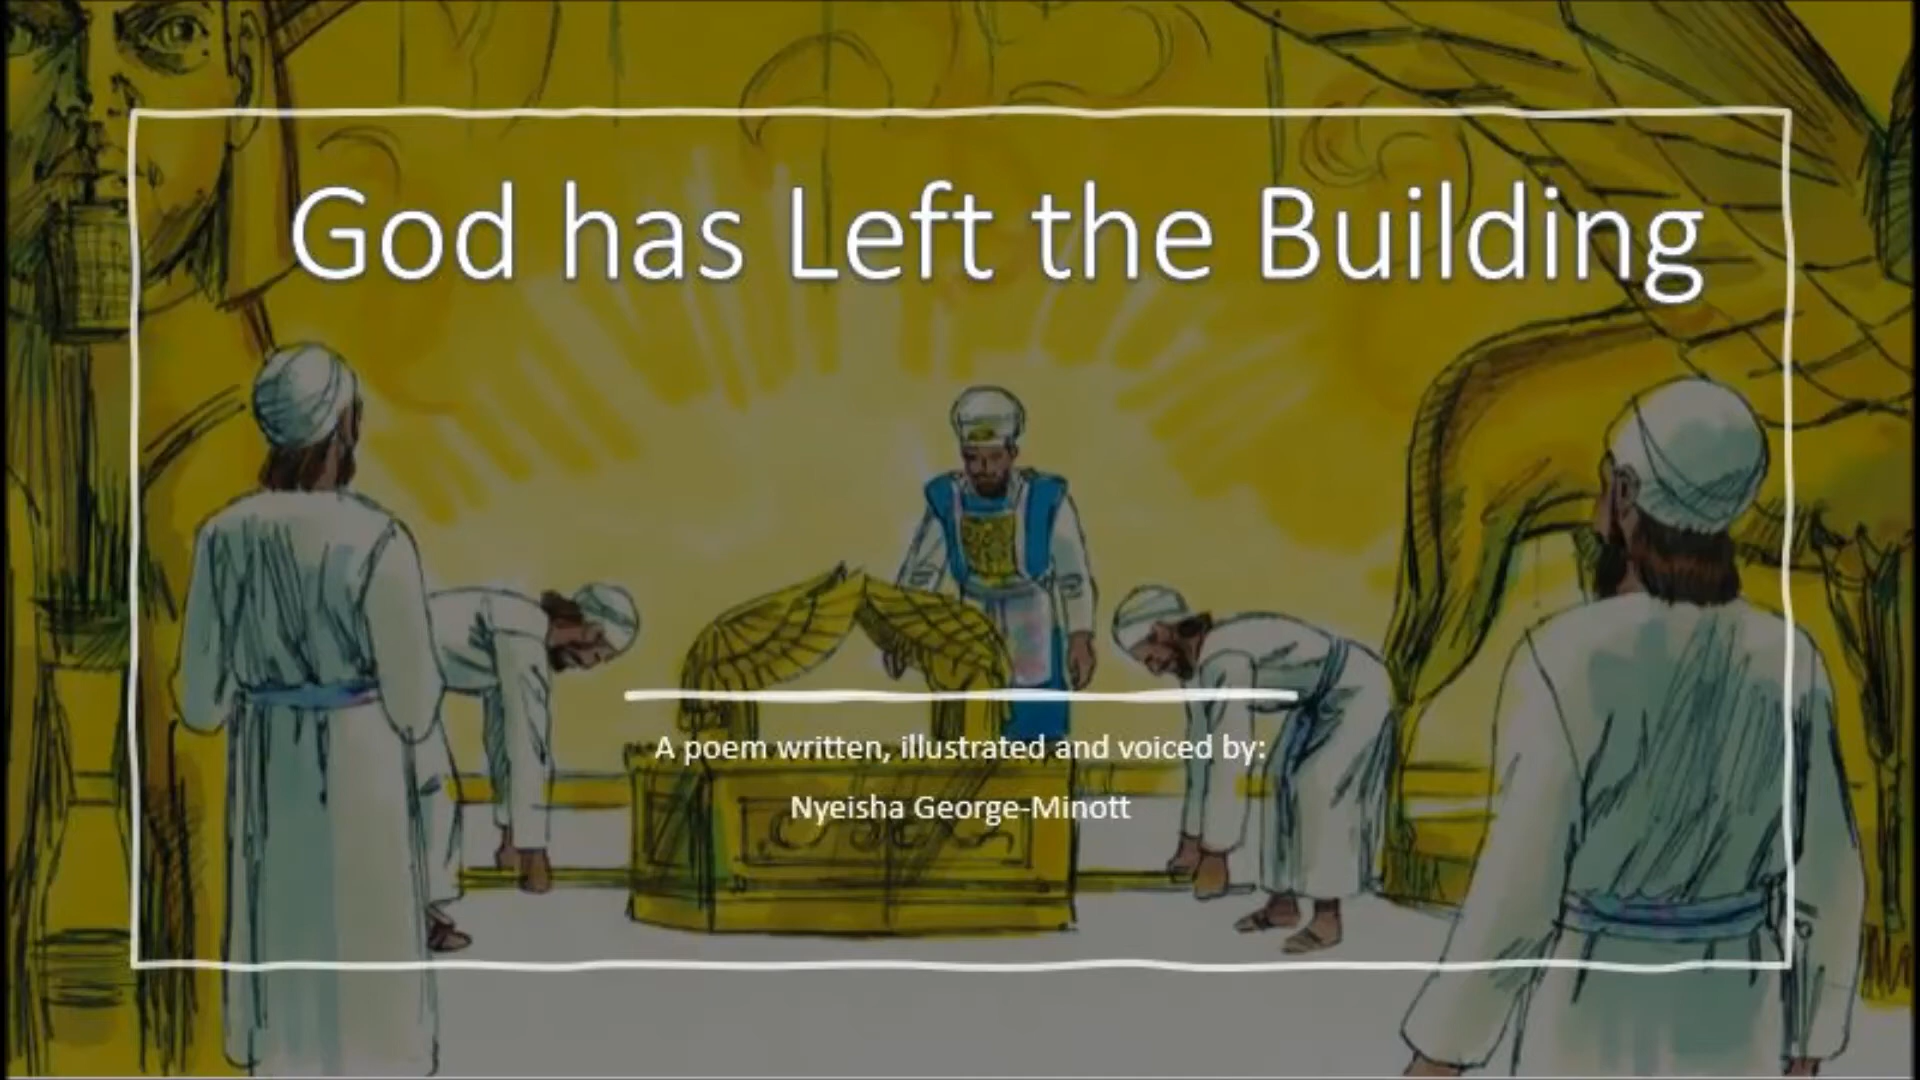 God has Left the Building
A poem written, illustrated and voiced by:
Nyeisha George-Minott